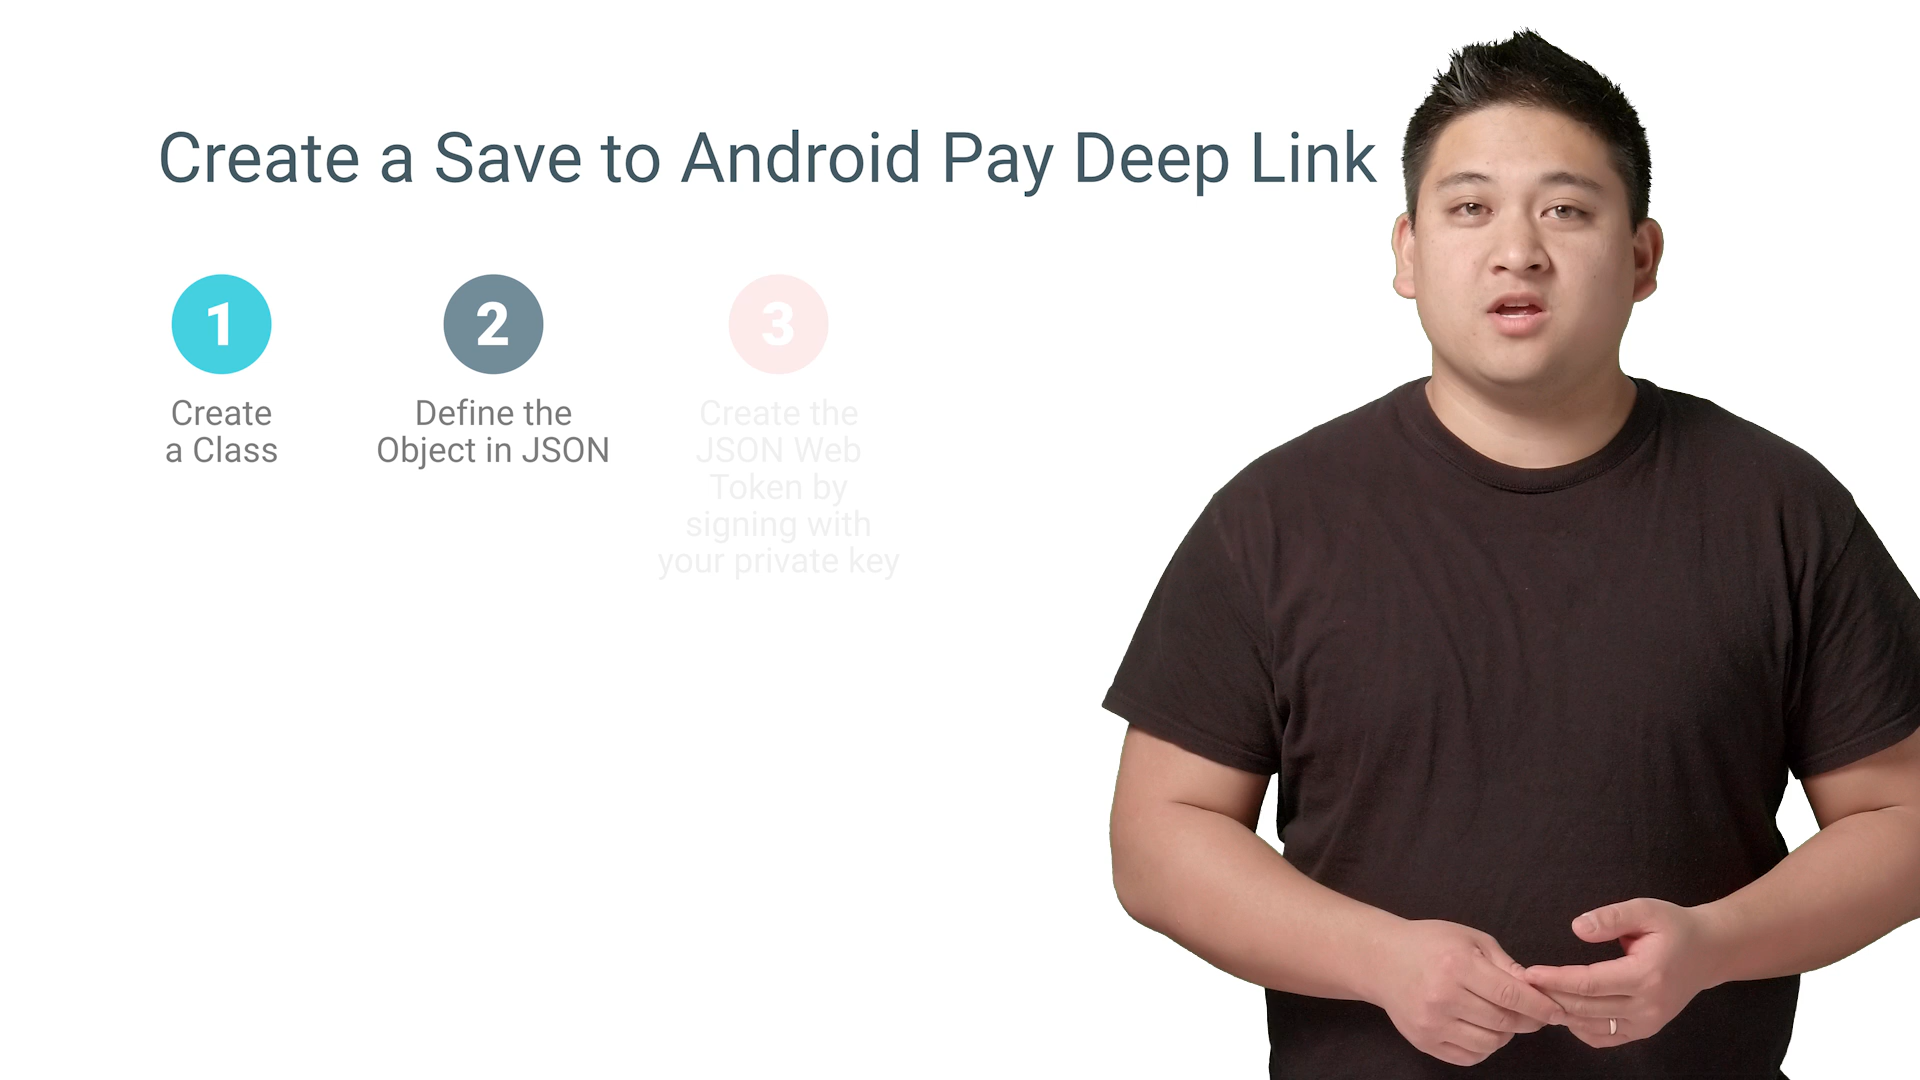 Create a Save to Android Pay Deep Link
1
2
3
Create
a Class
Define the
Object in JSON
Create the
JSON Web
Token by
signing with
your private key